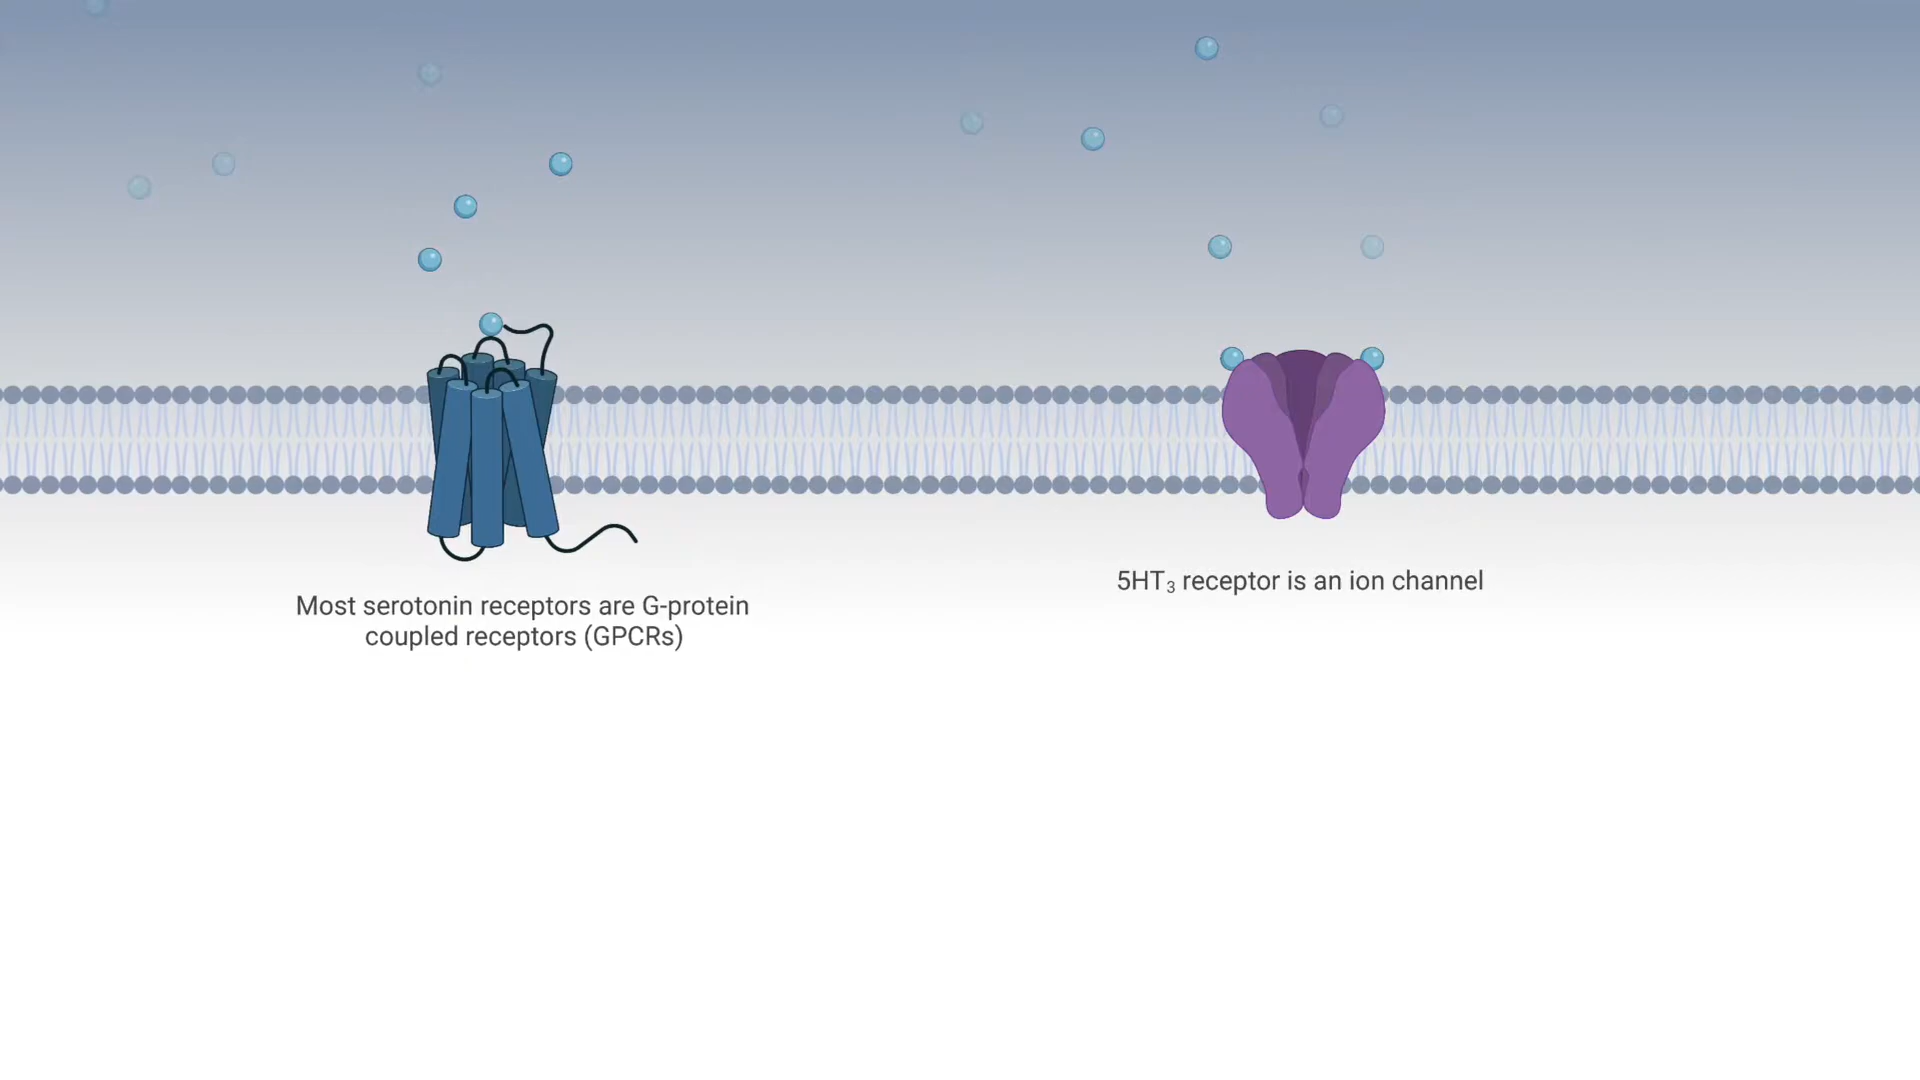 Most serotonin receptors are G-protein
coupled receptors (GPCRs)
5HT₃ receptor is an ion channel